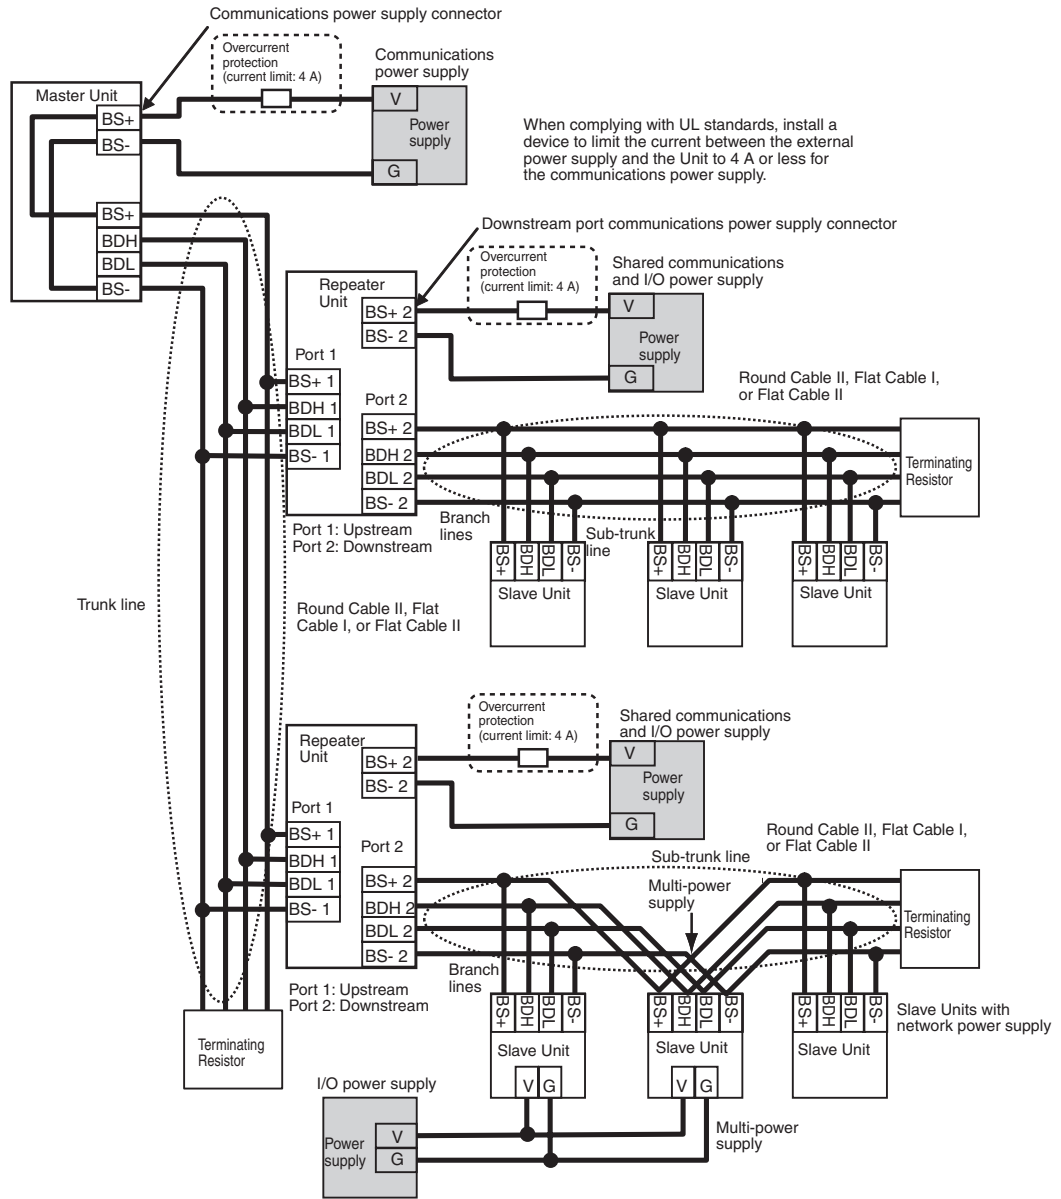 Communications power supply connector
Overcurrent
protection
(current limit: 4 A)
Communications
power supply
Master Unit
BS+
BS-
V
Power
supply
G
When complying with UL standards, install a
device to limit the current between the external
power supply and the Unit to 4 A or less for
the communications power supply.
BS+
BDH
BDL
BS-
Downstream port communications power supply connector
Overcurrent
protection
(current limit: 4 A)
Shared communications
and I/O power supply
Repeater
Unit
BS+ 2
BS- 2
V
Power
supply
G
Port 1
BS+ 1
BDH 1
BDL 1
BS- 1
Port 2
BS+ 2
BDH 2
BDL 2
BS- 2
Round Cable II, Flat Cable I,
or Flat Cable II
Terminating
Resistor
Branch
lines
Sub-trunk
line
Port 1: Upstream
Port 2: Downstream
BS+
BDH
BDL
BS-
Slave Unit
BS+
BDH
BDL
BS-
Slave Unit
BS+
BDH
BDL
BS-
Slave Unit
Trunk line
Round Cable II, Flat
Cable I, or Flat Cable II
Overcurrent
protection
(current limit: 4 A)
Shared communications
and I/O power supply
Repeater
Unit
BS+ 2
BS- 2
V
Power
supply
G
Port 1
BS+ 1
BDH 1
BDL 1
BS- 1
Port 2
BS+ 2
BDH 2
BDL 2
BS- 2
Round Cable II, Flat Cable I,
or Flat Cable II
Sub-trunk line
Multi-power
supply
Terminating
Resistor
Branch
lines
Port 1: Upstream
Port 2: Downstream
BS+
BDH
BDL
BS-
Slave Unit
V
G
BS+
BDH
BDL
BS-
Slave Unit
V
G
BS+
BDH
BDL
BS-
Slave Unit
Slave Units with
network power supply
Terminating
Resistor
I/O power supply
Power
supply
V
G
Multi-power
supply